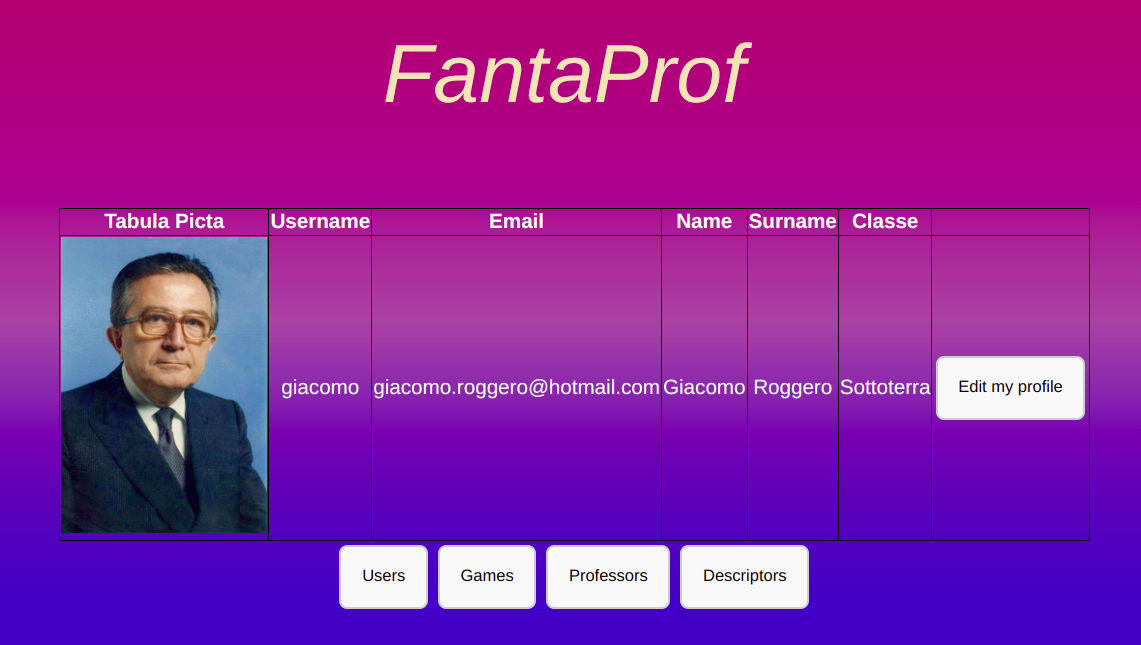 FantaProf
Tabula Picta Username Email Name Surname Classe
giacomo giacomo.roggero@hotmail.com Giacomo Roggero Sottoterra Edit my profile
Users Games Professors Descriptors